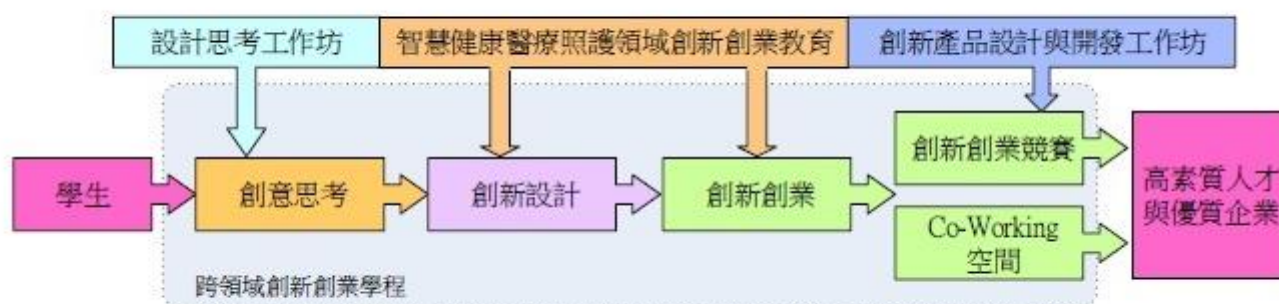 設計思考工作坊
智慧健康醫療照護領域創新創業教育
創新產品設計與開發工作坊
學生
創意思考
創新設計
創新創業
創新創業競賽
Co-Working
空間
高素質人才
與優質企業
跨領域創新創業學程